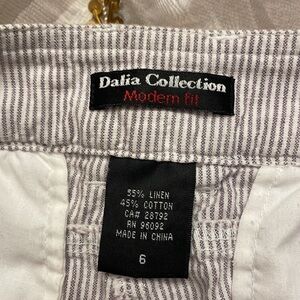 Dalia Collection
Modern fit
55% LINEN
45% COTTON
CA# 28792
RN 96092
MADE IN CHINA
6